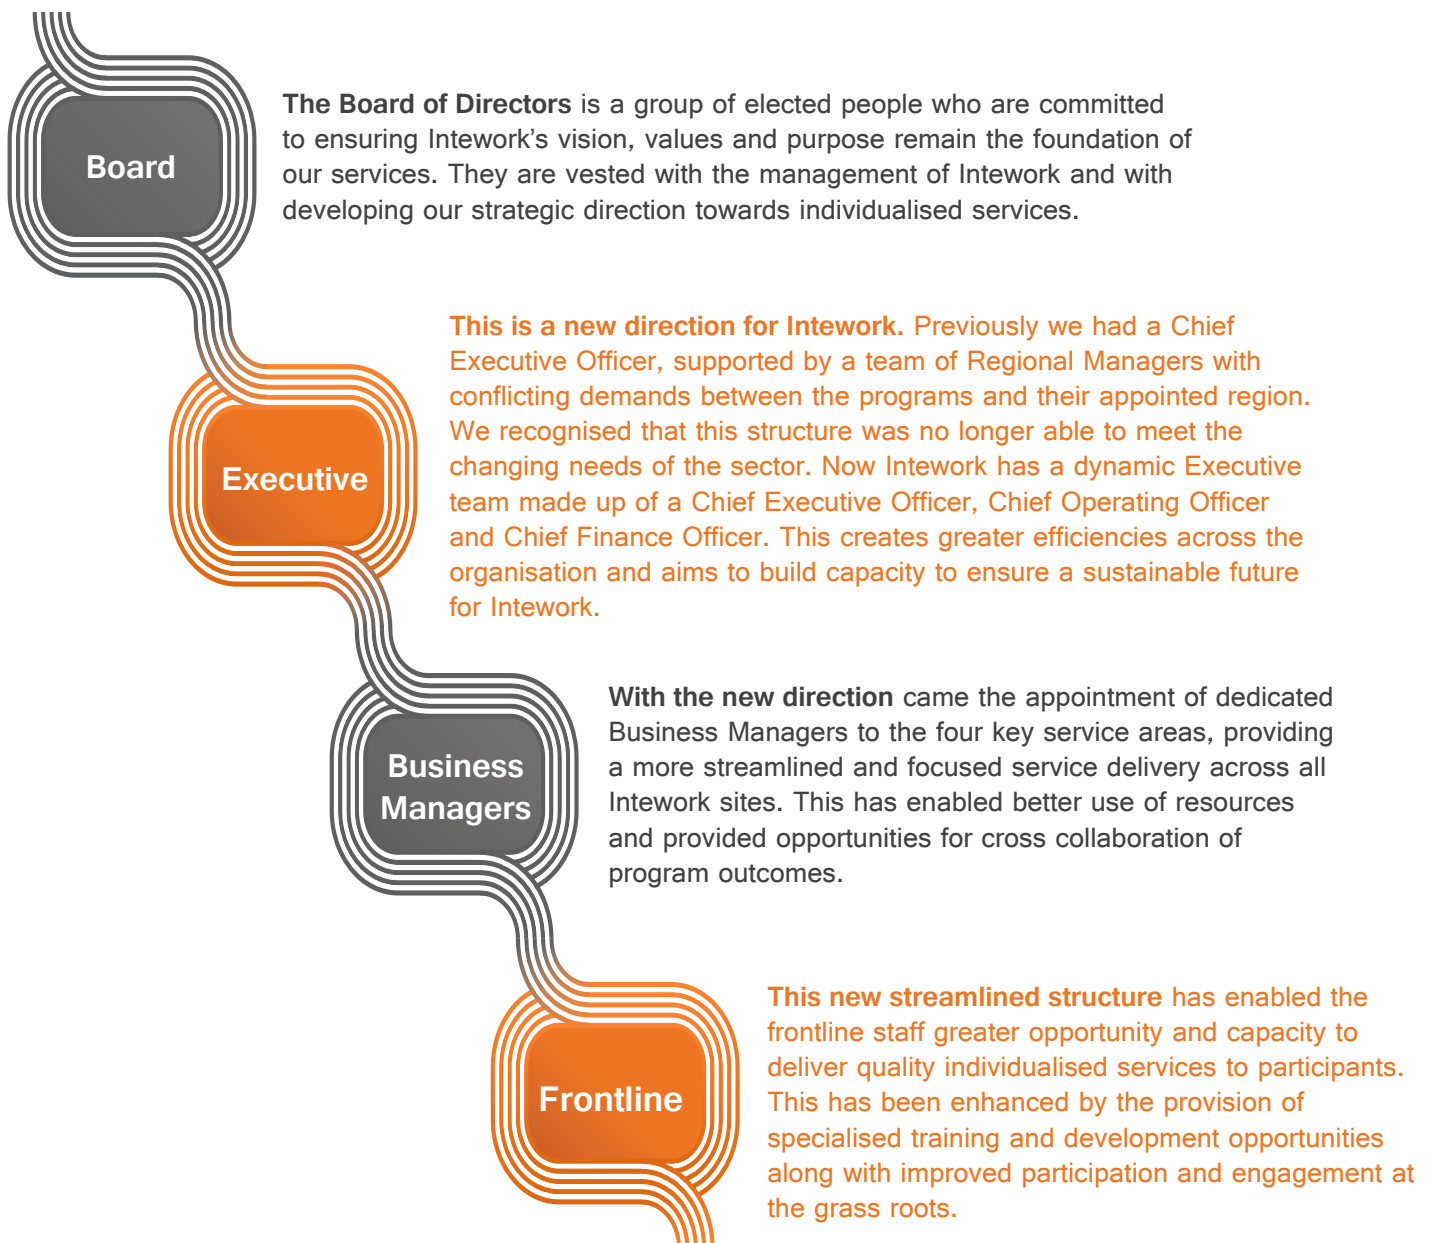 Board
The Board of Directors is a group of elected people who are committed
to ensuring Intework’s vision, values and purpose remain the foundation of
our services. They are vested with the management of Intework and with
developing our strategic direction towards individualised services.
Executive
This is a new direction for Intework. Previously we had a Chief
Executive Officer, supported by a team of Regional Managers with
conflicting demands between the programs and their appointed region.
We recognised that this structure was no longer able to meet the
changing needs of the sector. Now Intework has a dynamic Executive
team made up of a Chief Executive Officer, Chief Operating Officer
and Chief Finance Officer. This creates greater efficiencies across the
organisation and aims to build capacity to ensure a sustainable future
for Intework.
Business
Managers
With the new direction came the appointment of dedicated
Business Managers to the four key service areas, providing
a more streamlined and focused service delivery across all
Intework sites. This has enabled better use of resources
and provided opportunities for cross collaboration of
program outcomes.
Frontline
This new streamlined structure has enabled the
frontline staff greater opportunity and capacity to
deliver quality individualised services to participants.
This has been enhanced by the provision of
specialised training and development opportunities
along with improved participation and engagement at
the grass roots.